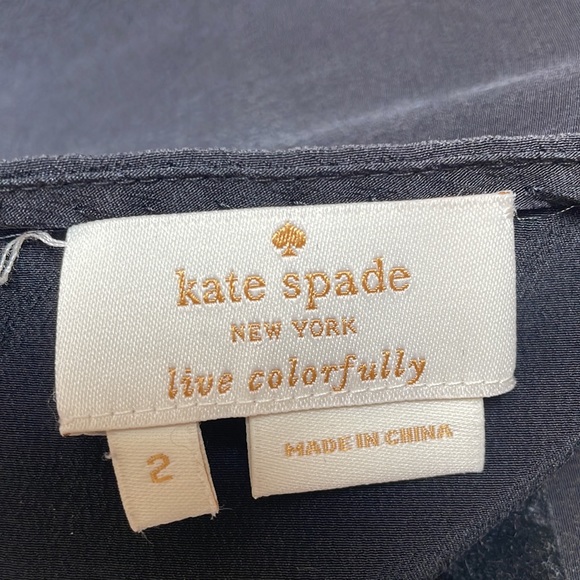 kate spade
NEW YORK
live colorfully
2
MADE IN CHINA